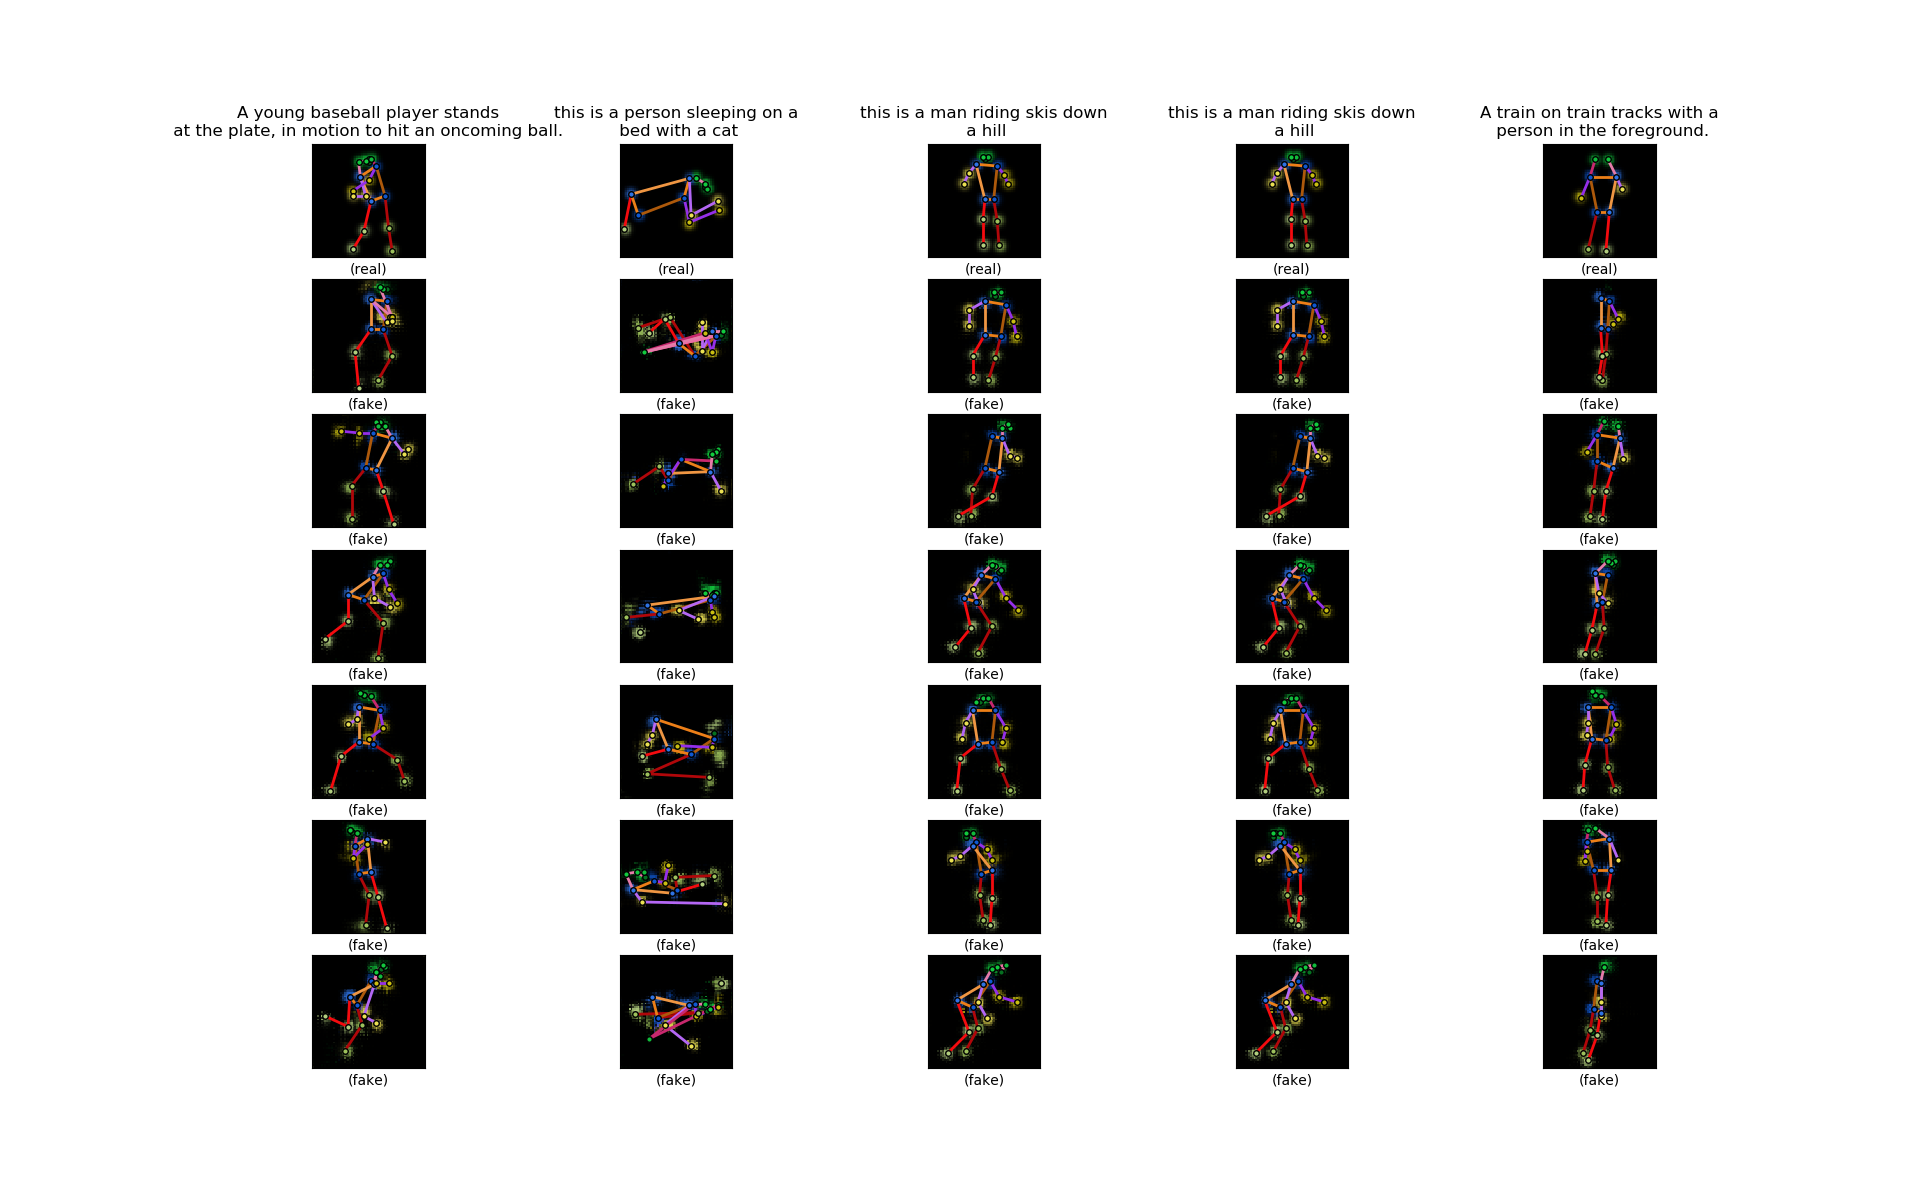 A young baseball player stands
at the plate, in motion to hit an oncoming ball.
this is a person sleeping on a
bed with a cat
this is a man riding skis down
a hill
this is a man riding skis down
a hill
A train on train tracks with a
person in the foreground.
(real) (real) (real) (real) (real)
(fake) (fake) (fake) (fake) (fake)
(fake) (fake) (fake) (fake) (fake)
(fake) (fake) (fake) (fake) (fake)
(fake) (fake) (fake) (fake) (fake)
(fake) (fake) (fake) (fake) (fake)
(fake) (fake) (fake) (fake) (fake)